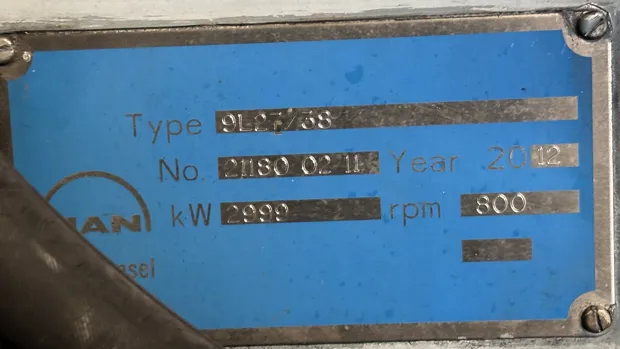 Type 9L27/38
No. 21180 02 11 Year 2012
MAN
kW 2999 rpm 800